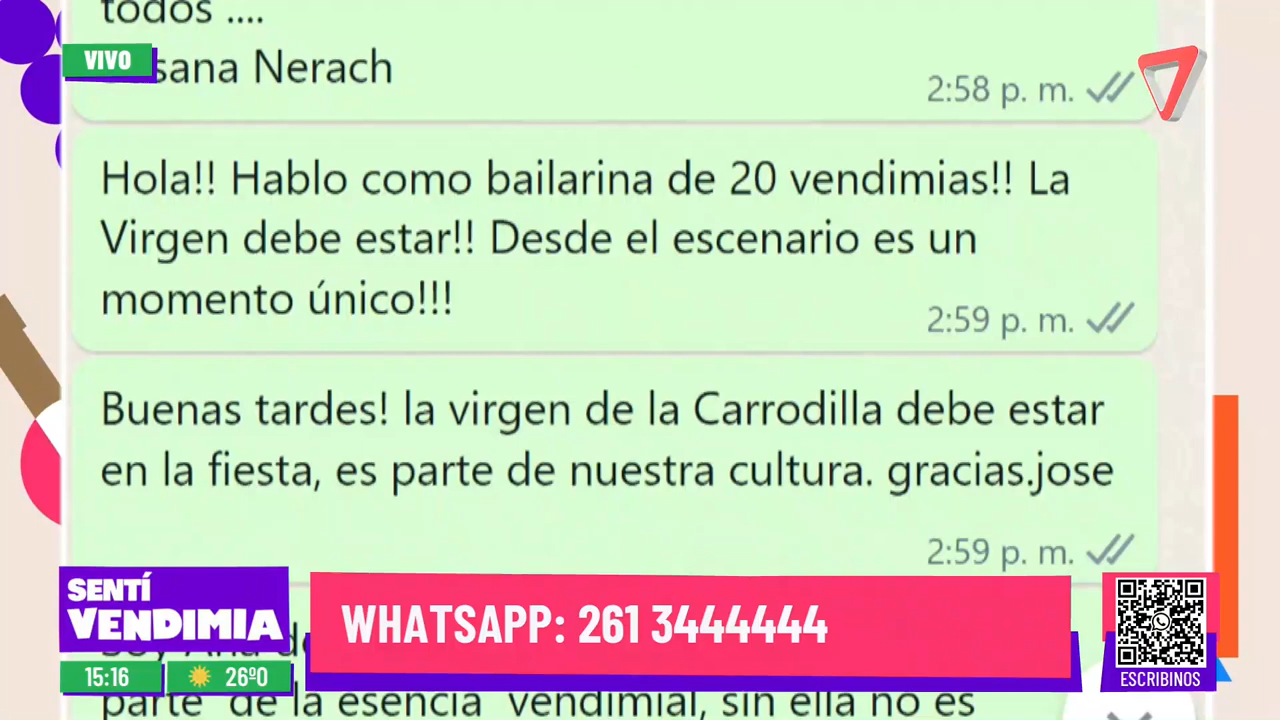 todos ....
VIVO
sana Nerach
2:58 p. m.
Hola!! Hablo como bailarina de 20 vendimias!! La
Virgen debe estar!! Desde el escenario es un
momento único!!!
2:59 p. m.
Buenas tardes! la virgen de la Carrodilla debe estar
en la fiesta, es parte de nuestra cultura. gracias.jose
2:59 p. m.
SENTÍ
VENDIMIA
WHATSAPP: 261 3444444
15:16
26º0
ESCRIBINOS
parte de la esencia vendimial, sin ella no es